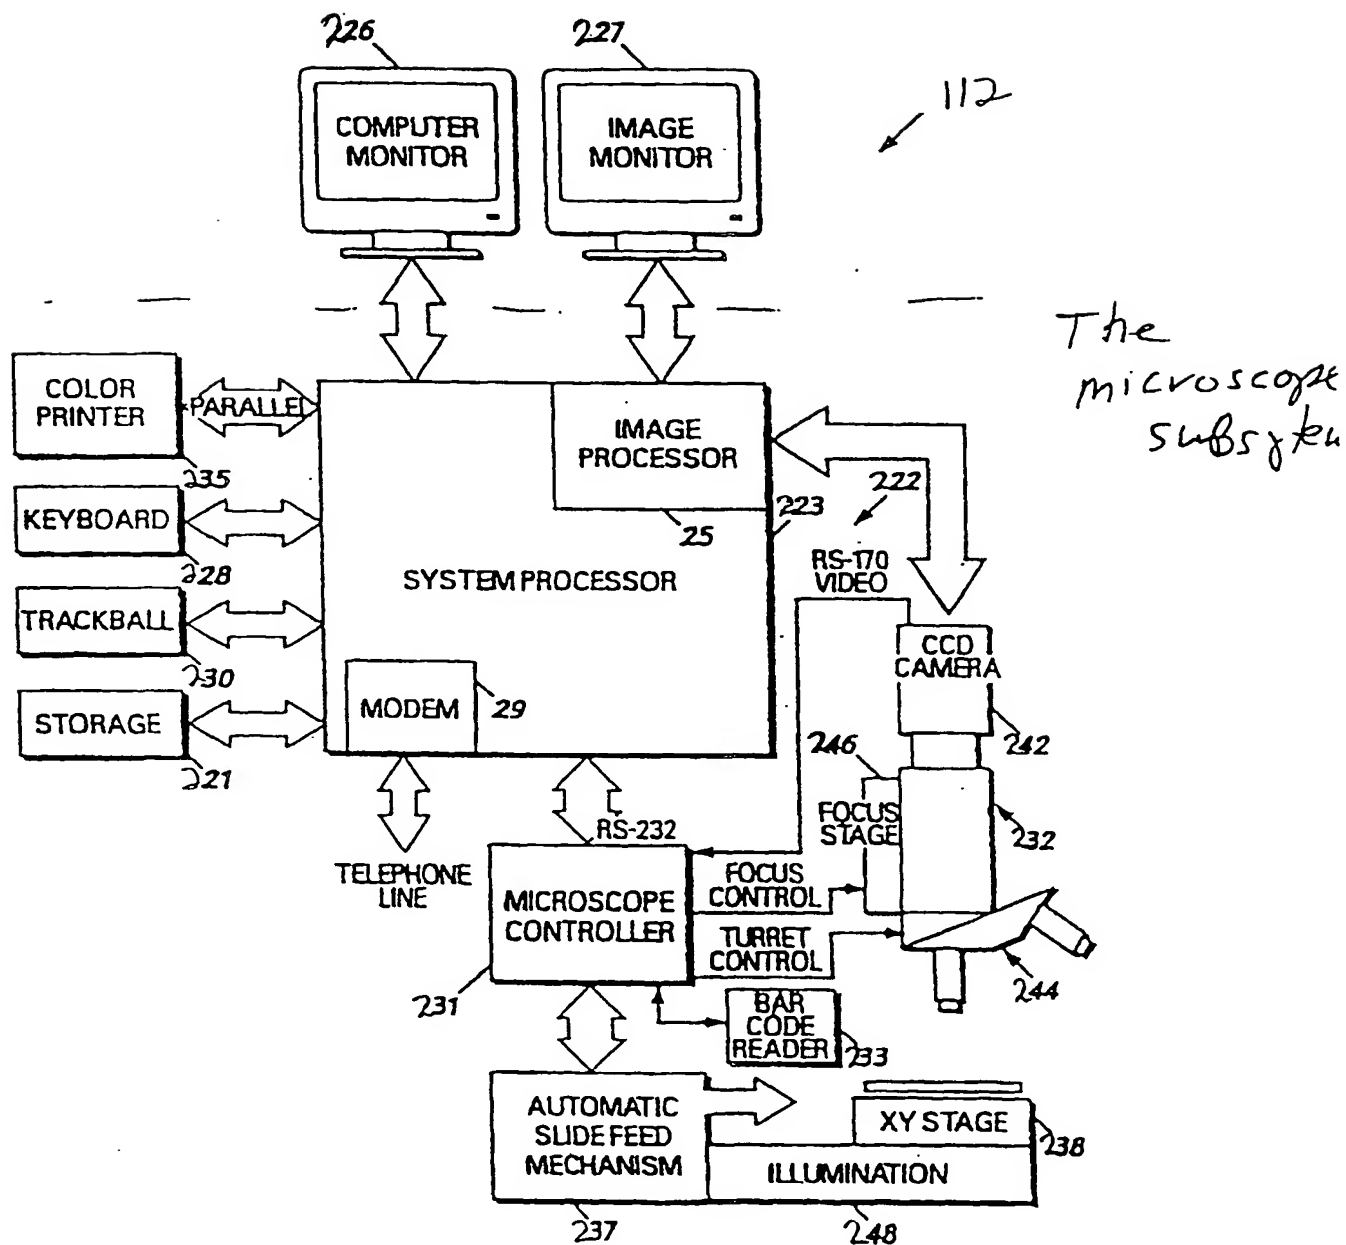 226
227
112
COMPUTER
MONITOR
IMAGE
MONITOR
The
microscope
subsytem
COLOR
PRINTER
235
PARALLEL
IMAGE
PROCESSOR
25
223
222
KEYBOARD
228
SYSTEM PROCESSOR
RS-170
VIDEO
TRACKBALL
230
CCD
CAMERA
242
STORAGE
221
MODEM
29
246
FOCUS
STAGE
232
TELEPHONE
LINE
RS-232
MICROSCOPE
CONTROLLER
231
FOCUS
CONTROL
TURRET
CONTROL
244
BAR
CODE
READER
233
AUTOMATIC
SLIDE FEED
MECHANISM
237
XY STAGE
238
ILLUMINATION
248